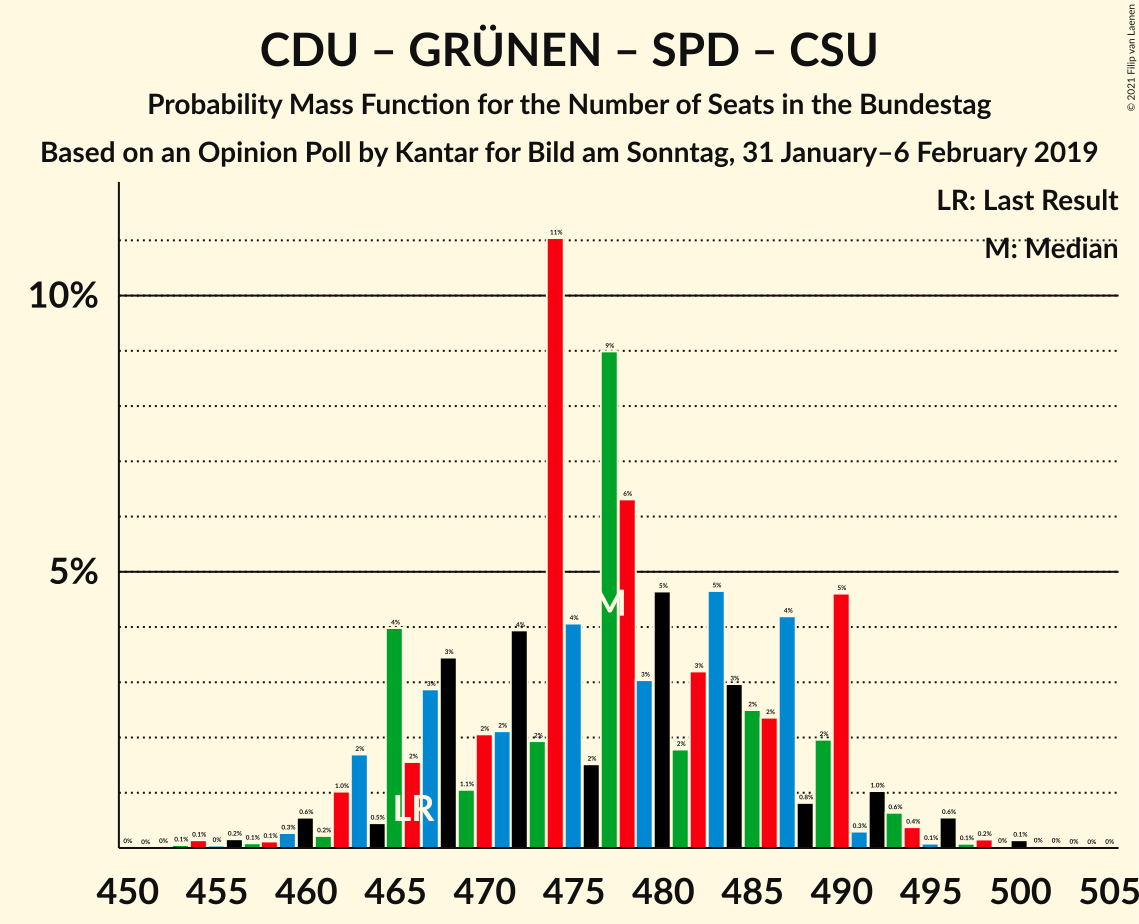 CDU – GRÜNEN – SPD – CSU
Probability Mass Function for the Number of Seats in the Bundestag
Based on an Opinion Poll by Kantar for Bild am Sonntag, 31 January–6 February 2019
© 2021 Filip van Laenen
LR: Last Result
M: Median
10%
5%
0% 0% 0% 0.1% 0.1% 0% 0.2% 0.1% 0.1% 0.3% 0.6% 0.2% 1.0% 2% 0.5% 4% 2% 3% 3% 1.1% 2% 2% 4% 2% 11% 4% 2% 9% 6% 3% 5% 2% 3% 5% 3% 2% 2% 4% 0.8% 2% 5% 0.3% 1.0% 0.6% 0.4% 0.1% 0.6% 0.1% 0.2% 0% 0.1% 0% 0% 0% 0% 0%
M
LR
450 455 460 465 470 475 480 485 490 495 500 505